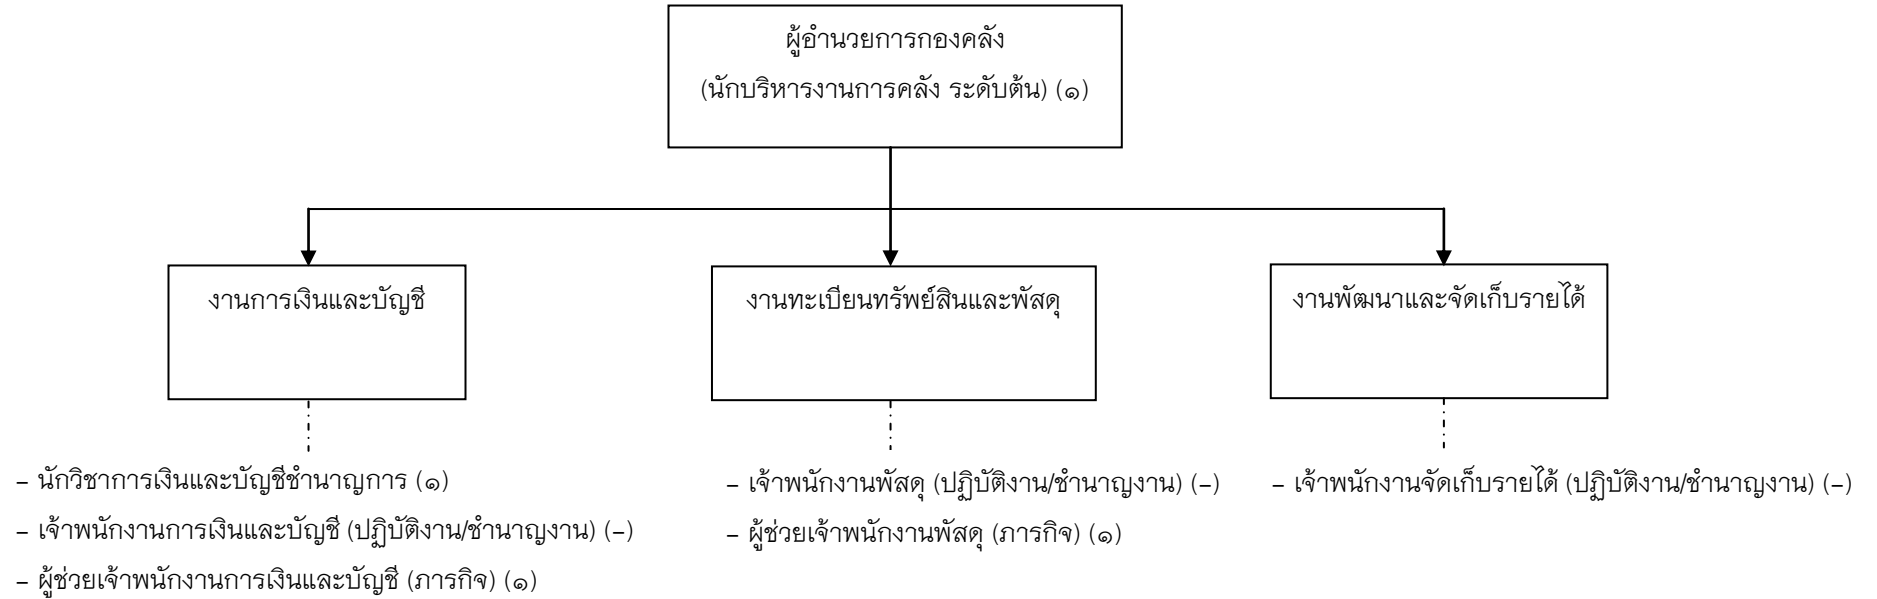 ผู้อำนวยการกองคลัง
(นักบริหารงานการคลัง ระดับต้น) (๑)
งานการเงินและบัญชี
งานทะเบียนทรัพย์สินและพัสดุ
งานพัฒนาและจัดเก็บรายได้
– นักวิชาการเงินและบัญชีชำนาญการ (๑)
– เจ้าพนักงานการเงินและบัญชี (ปฏิบัติงาน/ชำนาญงาน) (–)
– ผู้ช่วยเจ้าพนักงานการเงินและบัญชี (ภารกิจ) (๑)
– เจ้าพนักงานพัสดุ (ปฏิบัติงาน/ชำนาญงาน) (–)
– ผู้ช่วยเจ้าพนักงานพัสดุ (ภารกิจ) (๑)
– เจ้าพนักงานจัดเก็บรายได้ (ปฏิบัติงาน/ชำนาญงาน) (–)